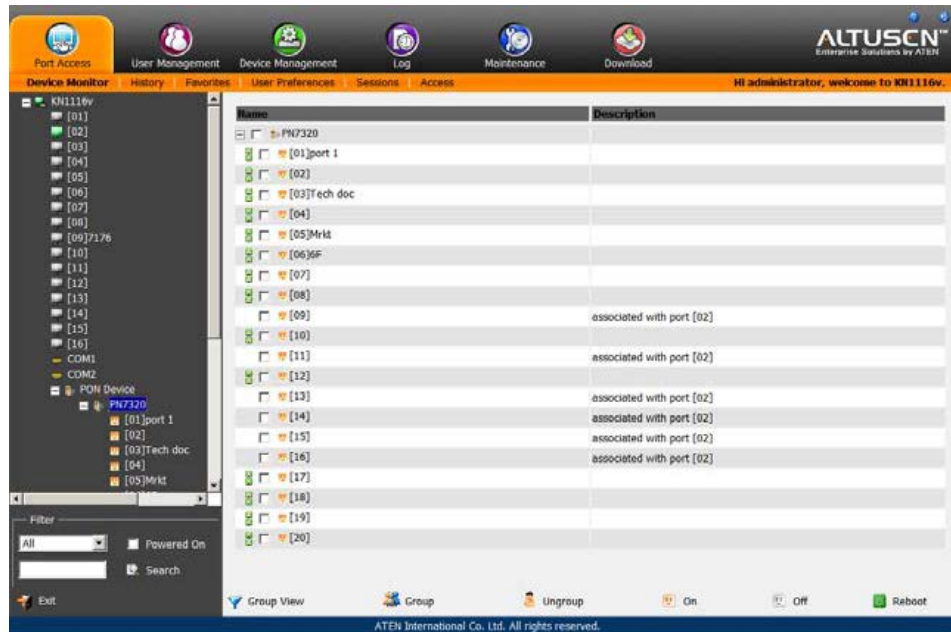 Port Access
User Management
Device Management
Log
Maintenance
Download
ALTUSEN™
Enterprise Solutions by ATEN
Device Monitor
History
Favorites
User Preferences
Sessions
Access
Hi administrator, welcome to KN1116v.
KN1116v
[01]
[02]
[03]
[04]
[05]
[06]
[07]
[08]
[09]7176
[10]
[11]
[12]
[13]
[14]
[15]
[16]
COM1
COM2
PON Device
PN7320
[01]port 1
[02]
[03]Tech doc
[04]
[05]Mrkt
Filter
All
Powered On
Search
Exit
Name
Description
PN7320
[01]port 1
[02]
[03]Tech doc
[04]
[05]Mrkt
[06]6F
[07]
[08]
[09] associated with port [02]
[10]
[11] associated with port [02]
[12]
[13] associated with port [02]
[14] associated with port [02]
[15] associated with port [02]
[16] associated with port [02]
[17]
[18]
[19]
[20]
Group View
Group
Ungroup
On
Off
Reboot
ATEN International Co. Ltd. All rights reserved.